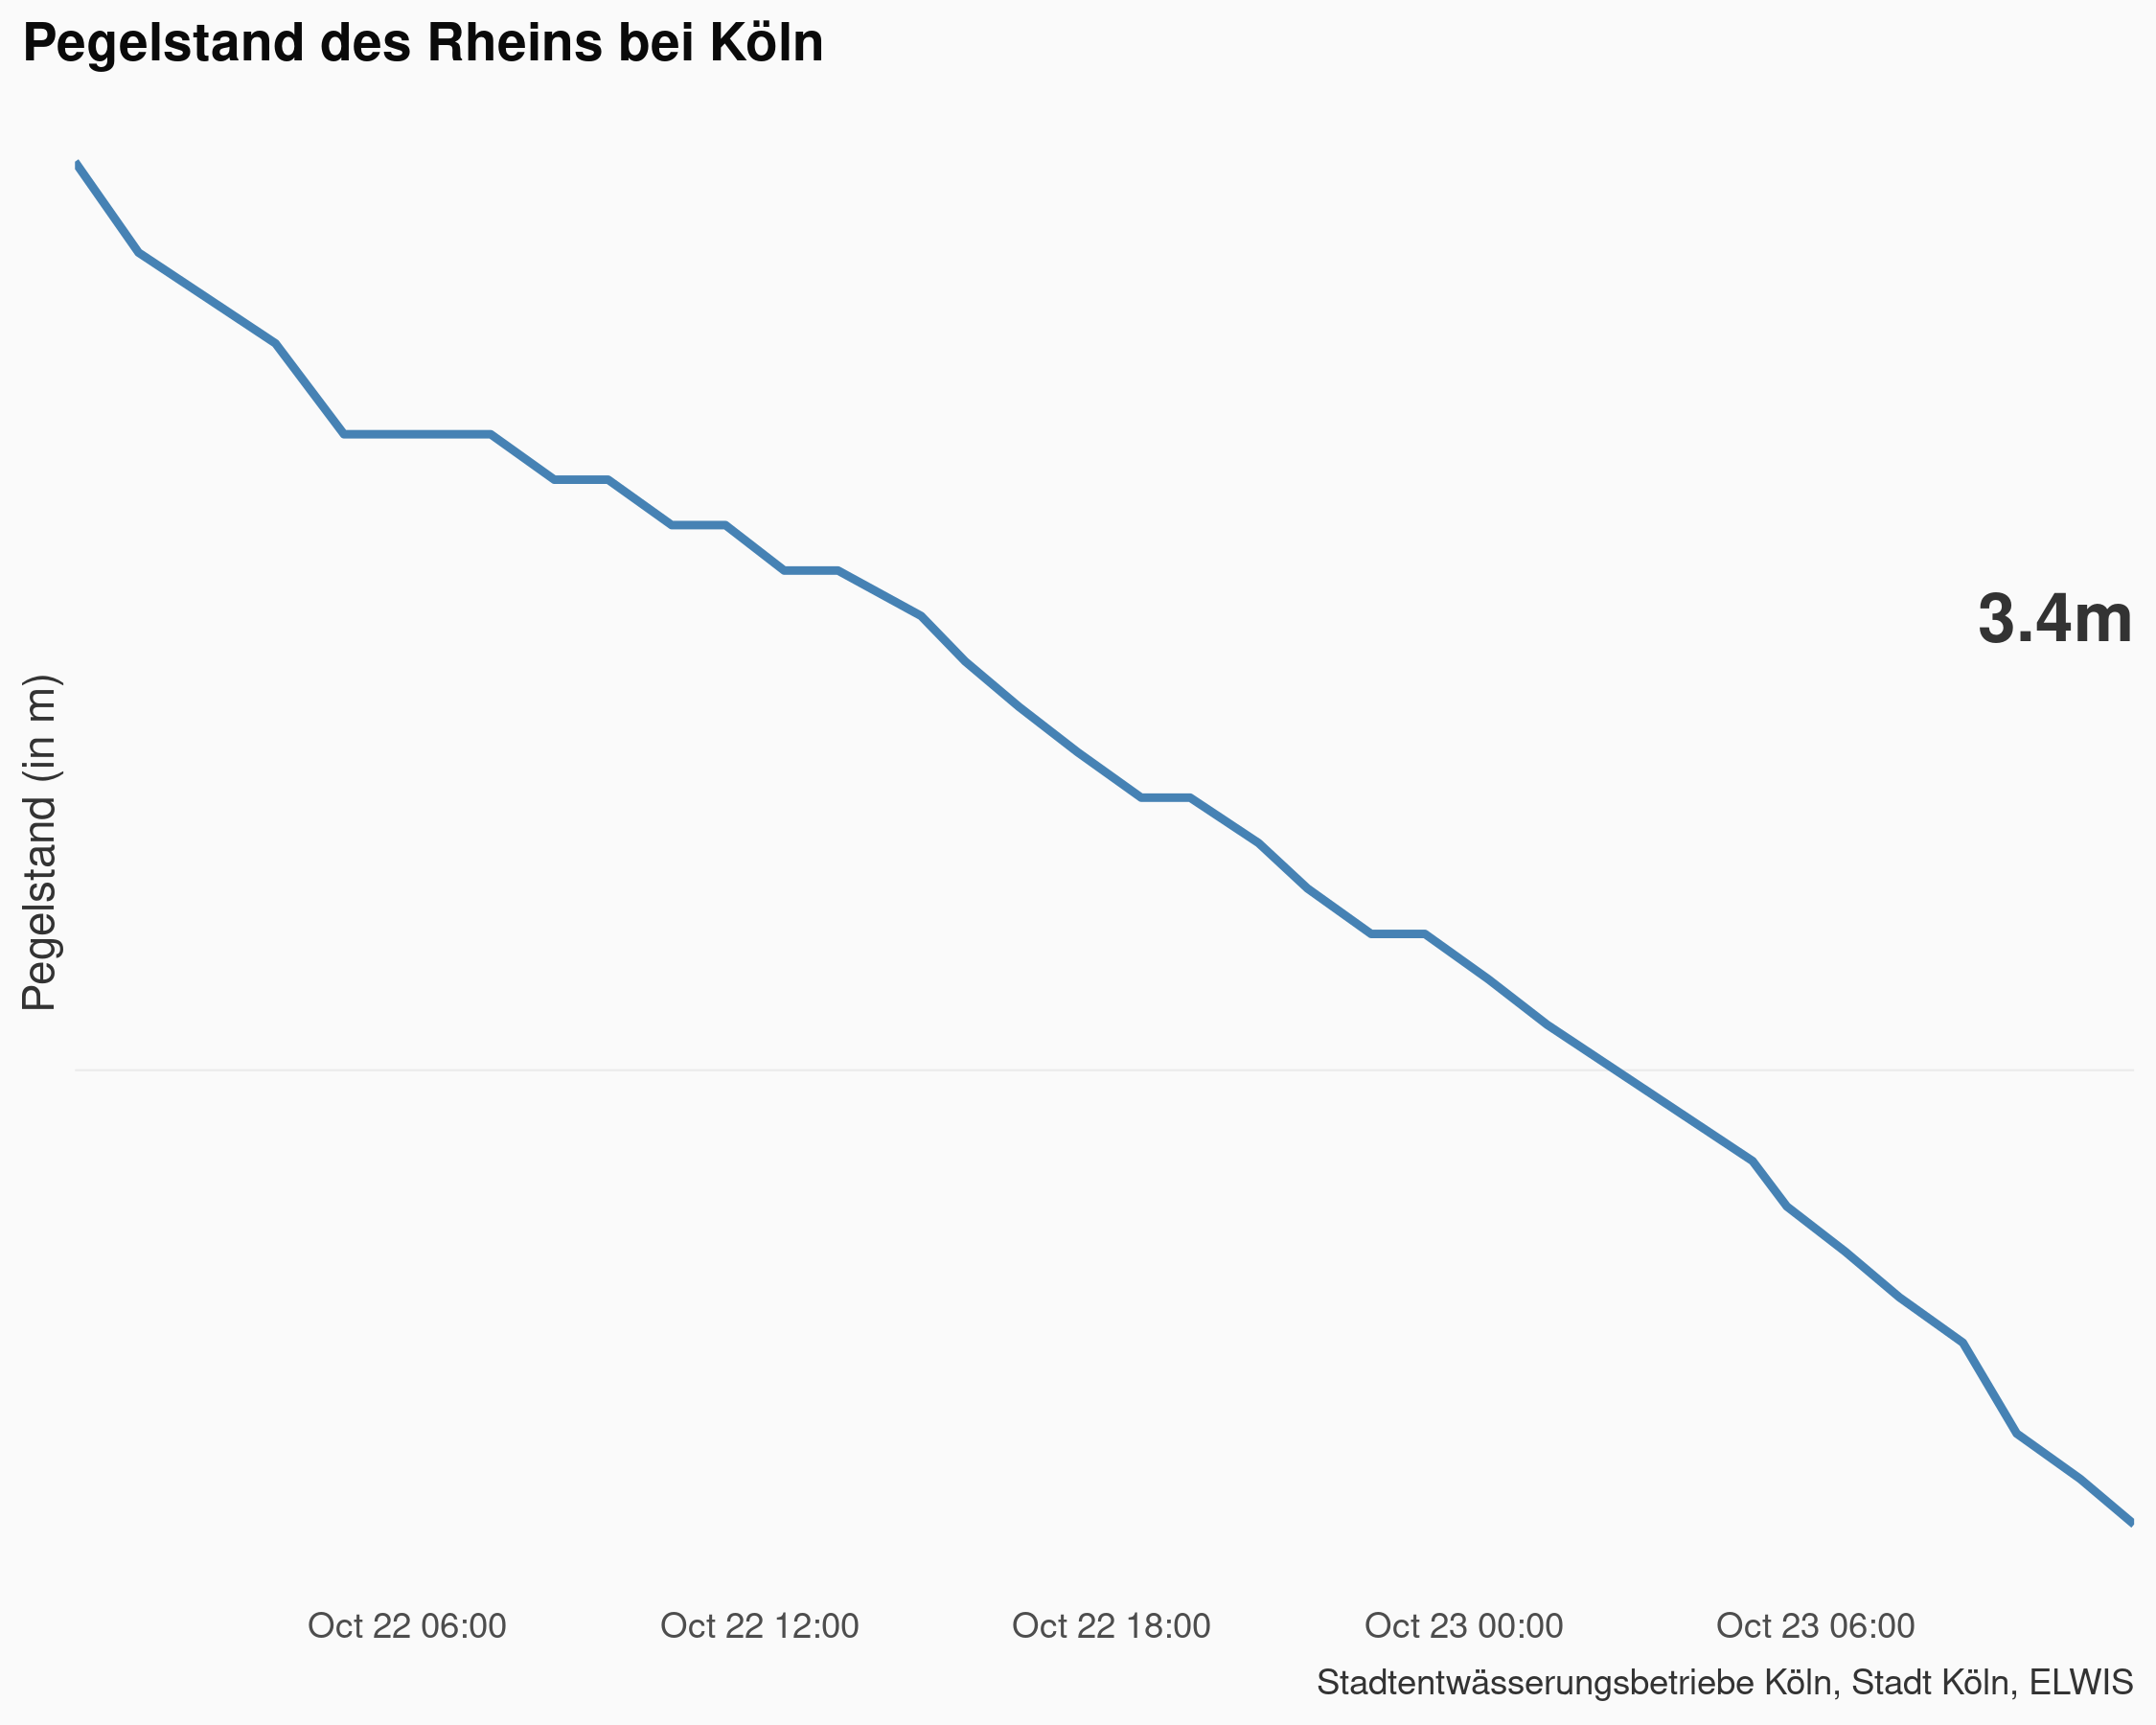 Pegelstand des Rheins bei Köln
3.4m
Pegelstand (in m)
Oct 22 06:00
Oct 22 12:00
Oct 22 18:00
Oct 23 00:00
Oct 23 06:00
Stadtentwässerungsbetriebe Köln, Stadt Köln, ELWIS